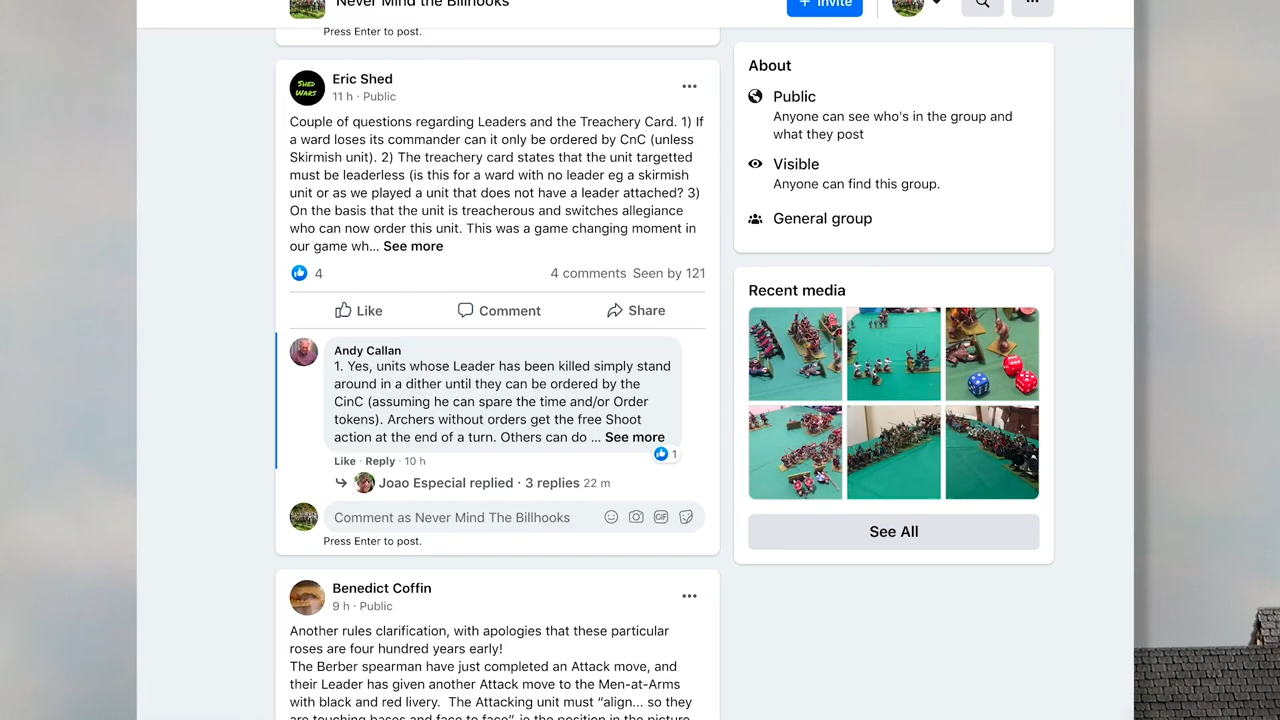 Never Mind the Billhooks
Invite
Press Enter to post.
SHED WARS
Eric Shed
11 h · Public
Couple of questions regarding Leaders and the Treachery Card. 1) If
a ward loses its commander can it only be ordered by CnC (unless
Skirmish unit). 2) The treachery card states that the unit targetted
must be leaderless (is this for a ward with no leader eg a skirmish
unit or as we played a unit that does not have a leader attached? 3)
On the basis that the unit is treacherous and switches allegiance
who can now order this unit. This was a game changing moment in
our game wh... See more
4
4 comments Seen by 121
Like
Comment
Share
Andy Callan
1. Yes, units whose Leader has been killed simply stand
around in a dither until they can be ordered by the
CinC (assuming he can spare the time and/or Order
tokens). Archers without orders get the free Shoot
action at the end of a turn. Others can do ... See more
1
Like · Reply · 10 h
Joao Especial replied · 3 replies 22 m
Comment as Never Mind The Billhooks
GIF
Press Enter to post.
Benedict Coffin
9 h · Public
Another rules clarification, with apologies that these particular
roses are four hundred years early!
The Berber spearman have just completed an Attack move, and
their Leader has given another Attack move to the Men-at-Arms
with black and red livery. The Attacking unit must “align... so they
are touching bases and face to face”, ie the position in the picture
About
Public
Anyone can see who's in the group and
what they post
Visible
Anyone can find this group.
General group
Recent media
See All